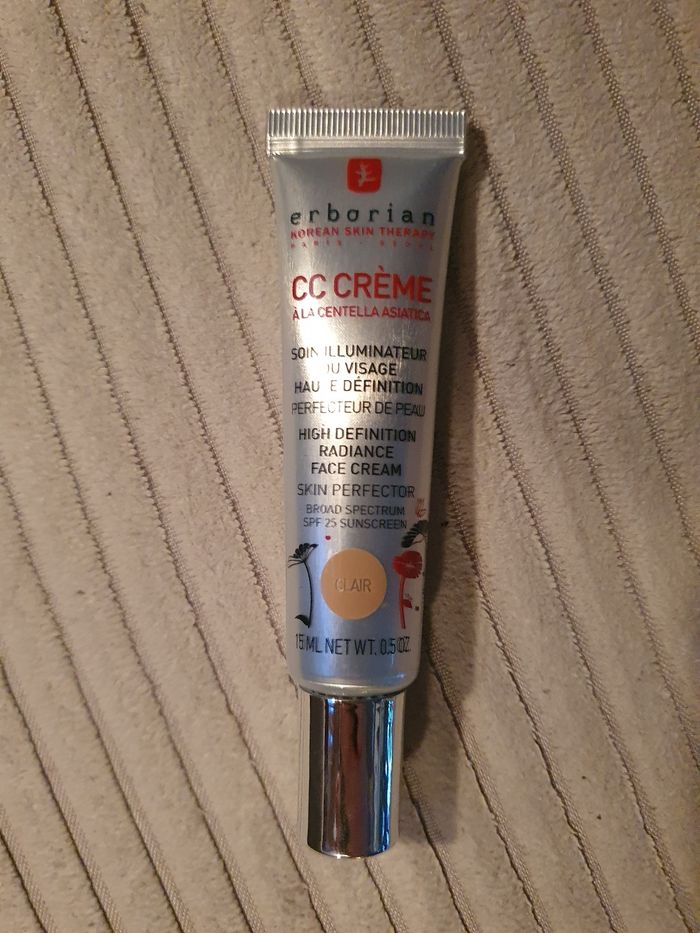 erborian
KOREAN SKIN THERAPY
PARIS - SEOUL
CC CRÈME
À LA CENTELLA ASIATICA
SOIN ILLUMINATEUR
DU VISAGE
HAUTE DÉFINITION
PERFECTEUR DE PEAU
HIGH DEFINITION
RADIANCE
FACE CREAM
SKIN PERFECTOR
BROAD SPECTRUM
SPF 25 SUNSCREEN
CLAIR
15 ML NET WT. 0.5 OZ.